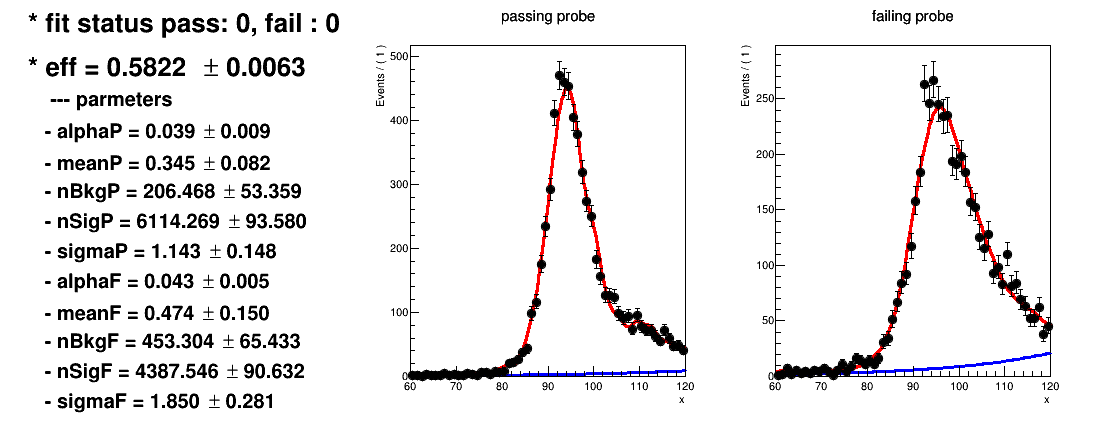 * fit status pass: 0, fail : 0
* eff = 0.5822 ± 0.0063
--- parmeters
- alphaP = 0.039 ± 0.009
- meanP = 0.345 ± 0.082
- nBkgP = 206.468 ± 53.359
- nSigP = 6114.269 ± 93.580
- sigmaP = 1.143 ± 0.148
- alphaF = 0.043 ± 0.005
- meanF = 0.474 ± 0.150
- nBkgF = 453.304 ± 65.433
- nSigF = 4387.546 ± 90.632
- sigmaF = 1.850 ± 0.281
passing probe
Events / ( 1 )
500
400
300
200
100
0
60 70 80 90 100 110 120
x
failing probe
Events / ( 1 )
250
200
150
100
50
0
60 70 80 90 100 110 120
x